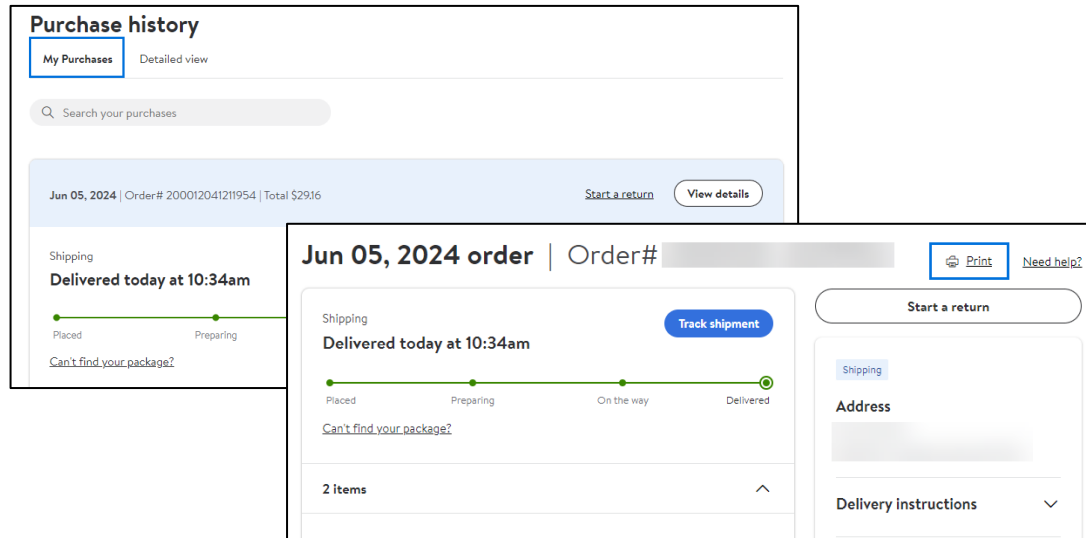 Purchase history
My Purchases Detailed view
Search your purchases
Jun 05, 2024 | Order# 200012041211954 | Total $29.16 Start a return View details
Shipping
Delivered today at 10:34am
Placed Preparing
Can't find your package?
Jun 05, 2024 order | Order# Print Need help?
Start a return
Shipping
Delivered today at 10:34am
Track shipment
Placed Preparing On the way Delivered
Can't find your package?
2 items
Shipping
Address
Delivery instructions